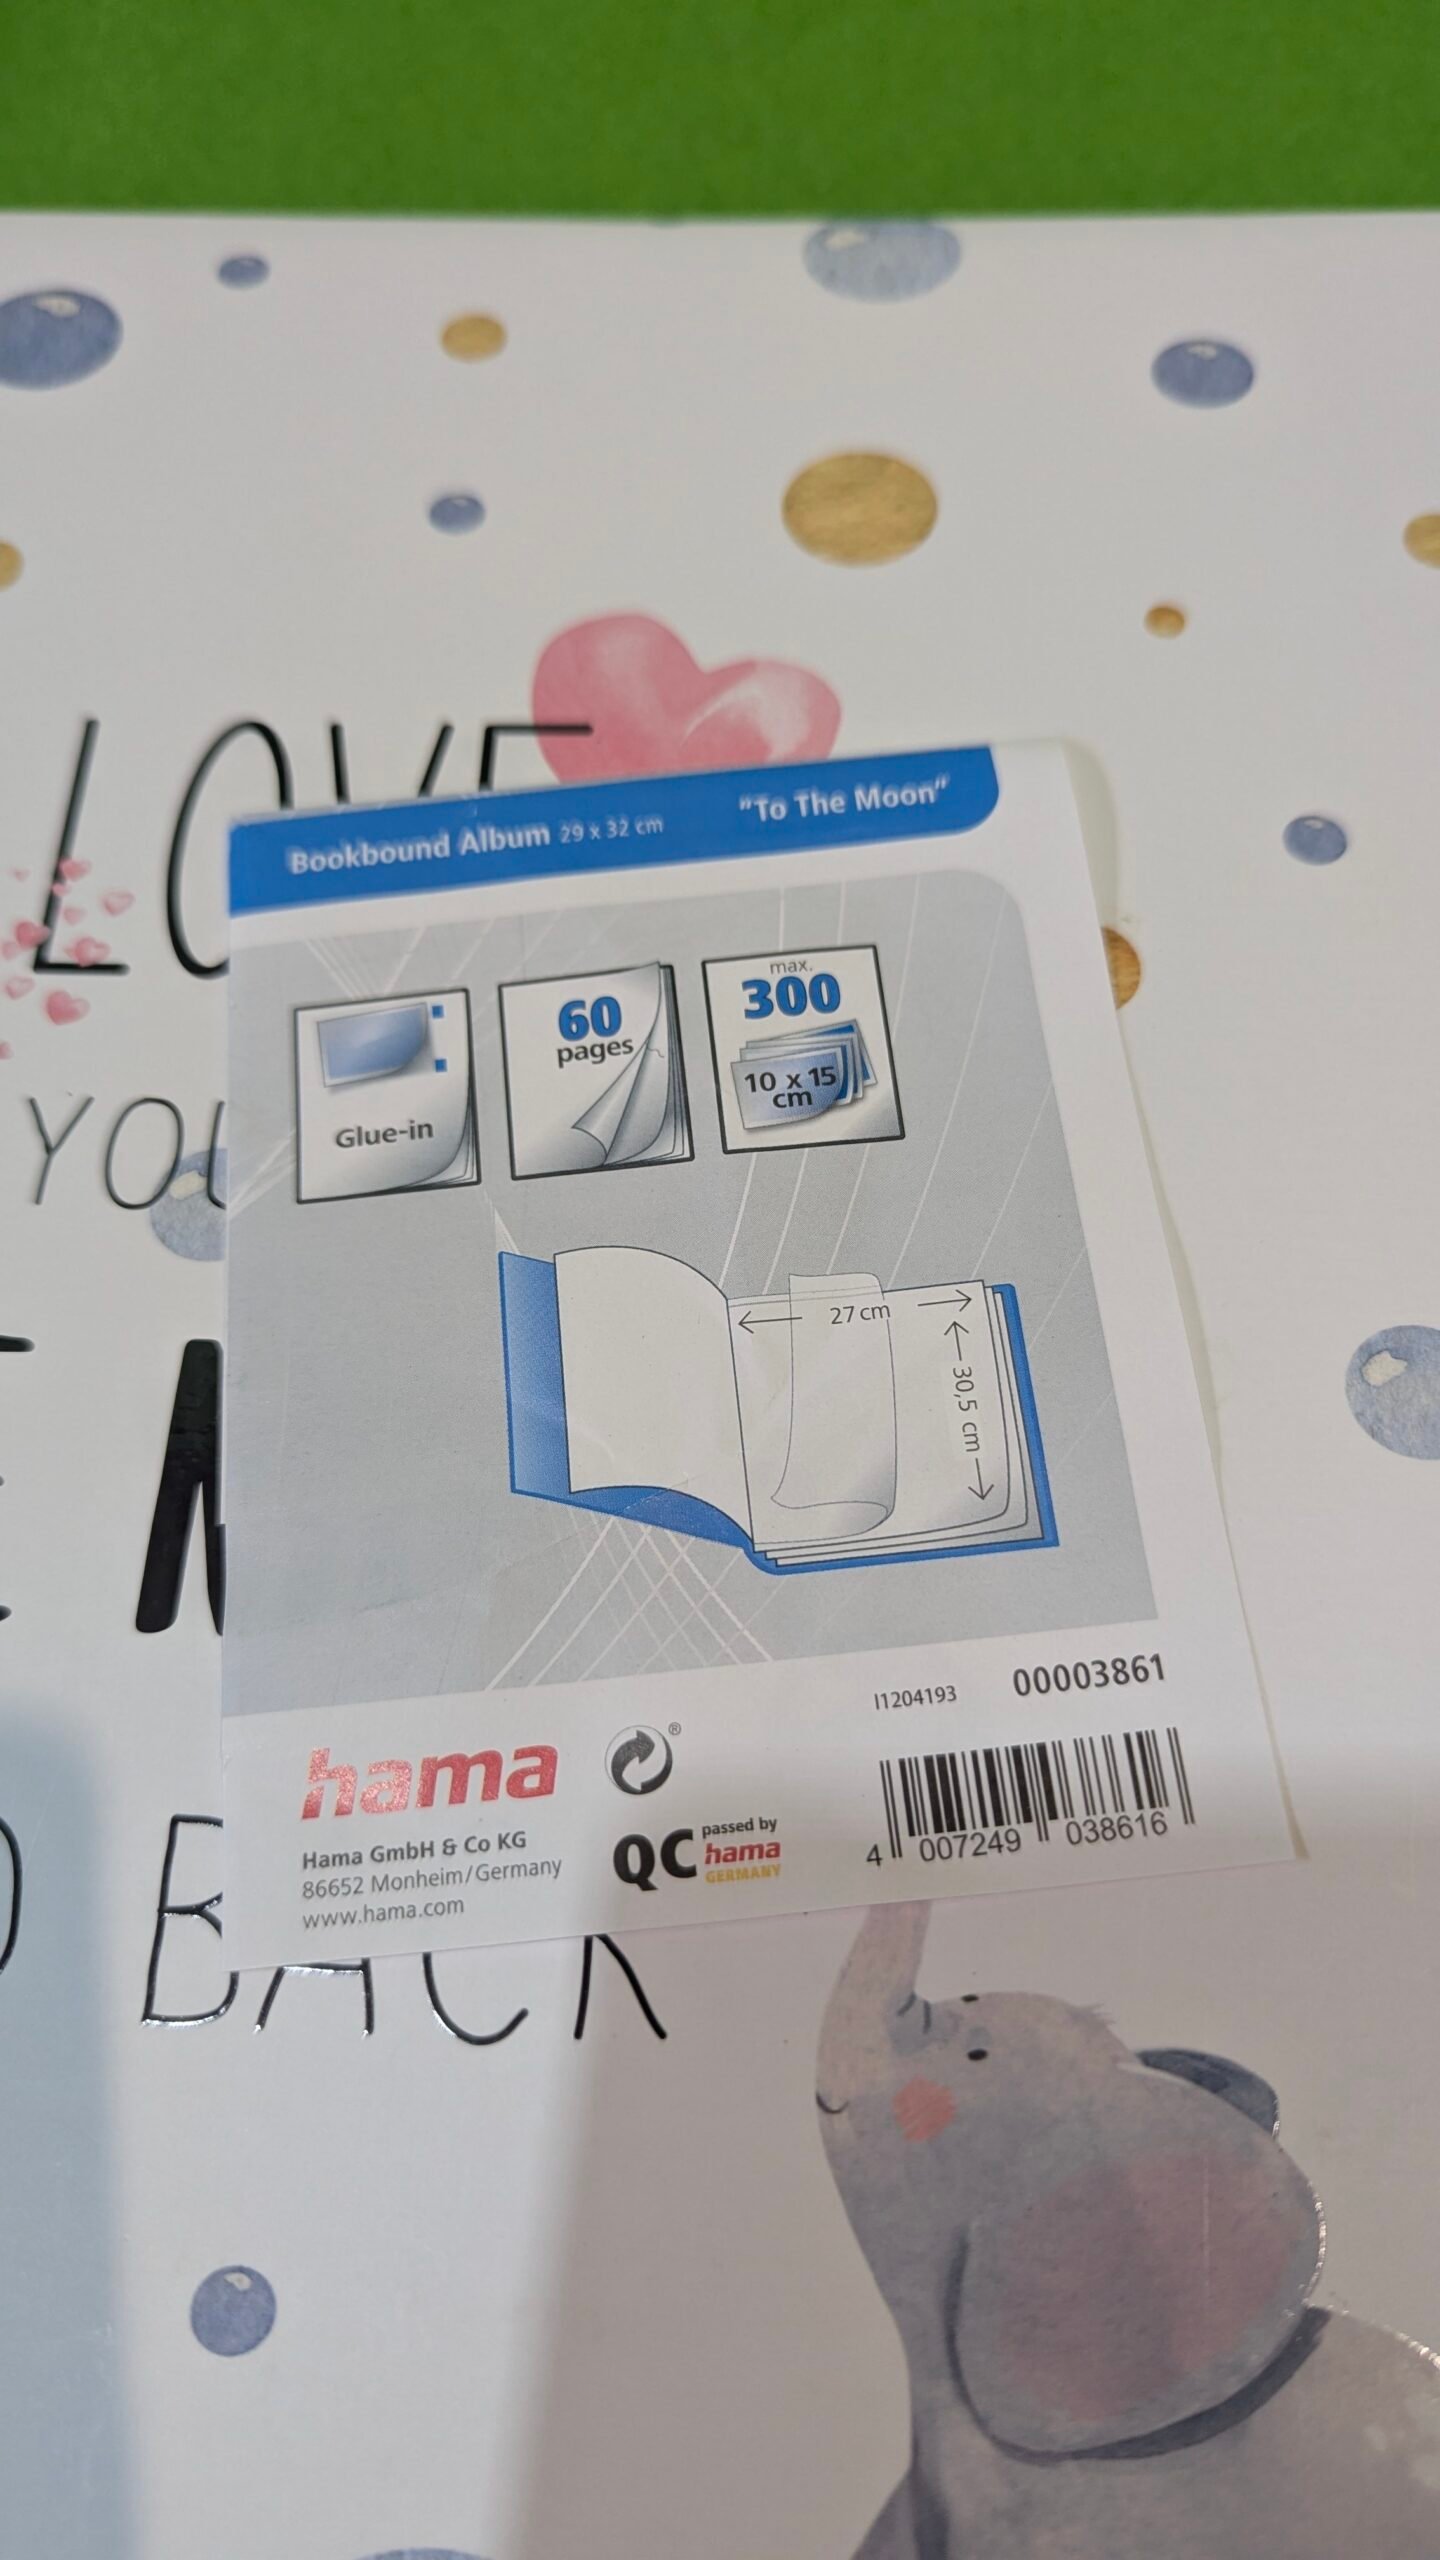 LOVE
YOU
Bookbound Album 29 x 32 cm "To The Moon"
Glue-in
60
pages
max.
300
10 x 15
cm
27 cm
30,5 cm
I1204193 00003861
hama
Hama GmbH & Co KG
86652 Monheim/Germany
www.hama.com
QC passed by
hama
GERMANY
4 007249 038616
BACK